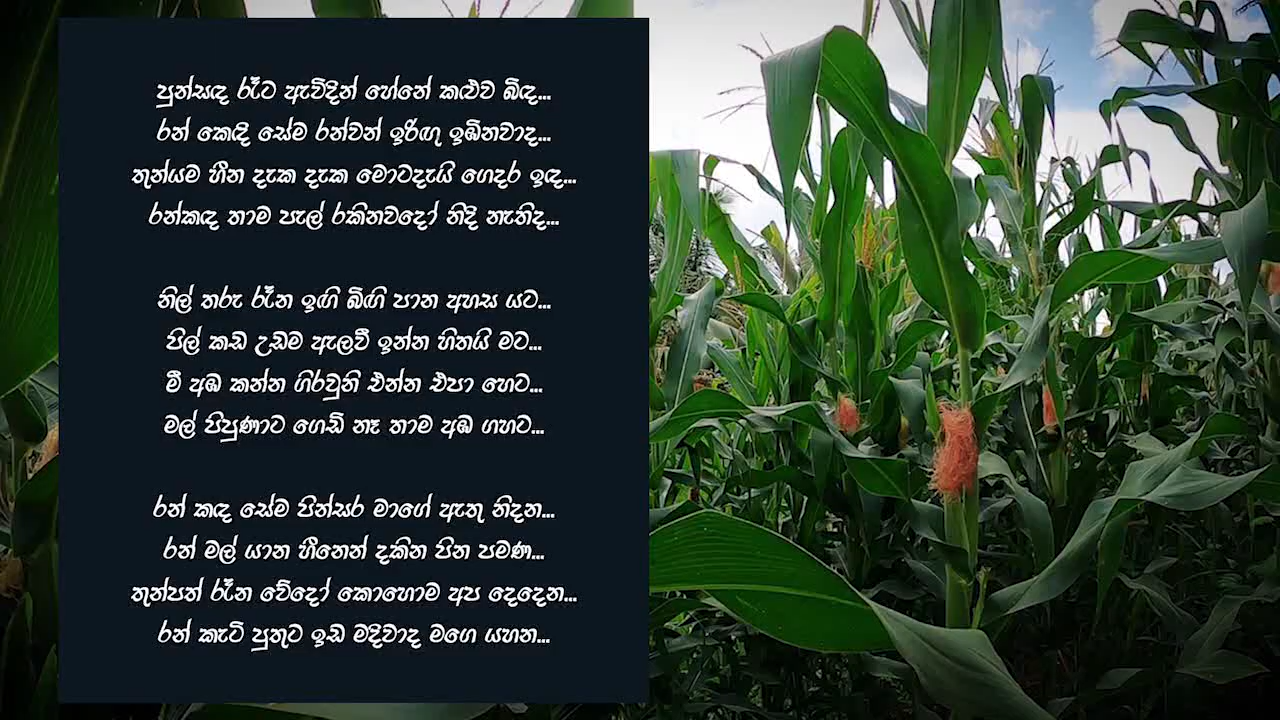 පුන්සඳ රෑට ඇවිදින් හේනේ කළුව බිඳ...
රන් කෙඳි සේම රන්වන් ඉරිඟු ඉඹිනවාද...
තුන්යම හීන දැක දැක මොටදැයි ගෙදර ඉඳ...
රන්කඳ තාම පැල් රකිනවදෝ නිදි නැතිද...
නිල් තරු රෑන ඉඟි බිඟි පාන අහස යට...
පිල් කඩ උඩම ඇලවී ඉන්න හිතයි මට...
මී අඹ කන්න ගිරවුනි එන්න එපා හෙට...
මල් පිපුණාට ගෙඩි නෑ තාම අඹ ගහට...
රන් කඳ සේම පින්සර මාගේ ඇතු නිදන...
රන් මල් යාන හීනෙන් දකින පින පමණ...
තුන්පත් රෑන වේදෝ කොහොම අප දෙදෙන...
රන් කැටි පුතුට ඉඩ මදිවාද මගෙ යහන...